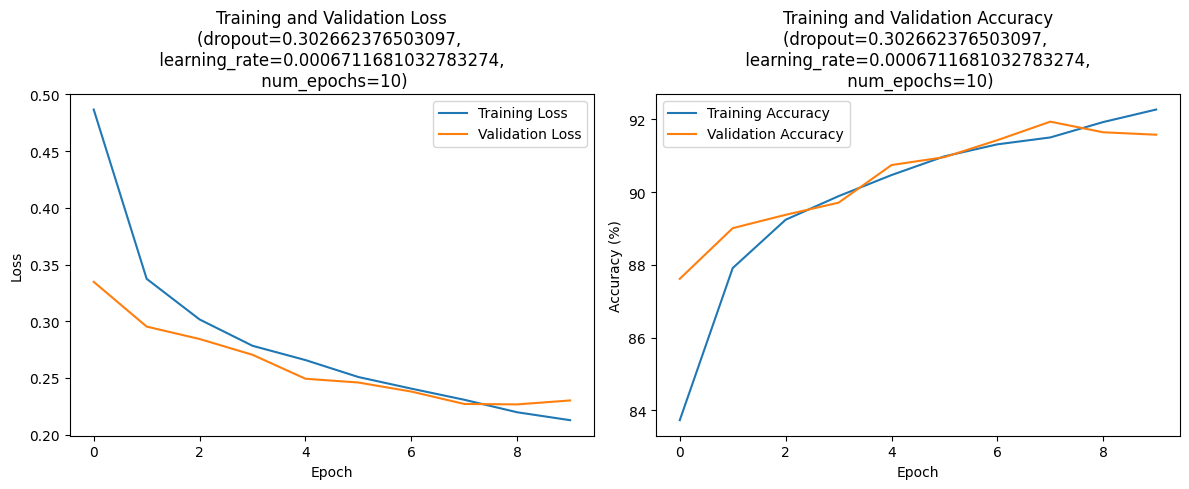 Training and Validation Loss
(dropout=0.302662376503097,
learning_rate=0.0006711681032783274,
num_epochs=10)
0.50
0.45
0.40
0.35
0.30
0.25
0.20
Loss
0
2
4
6
8
Epoch
Training Loss
Validation Loss
Training and Validation Accuracy
(dropout=0.302662376503097,
learning_rate=0.0006711681032783274,
num_epochs=10)
92
90
88
86
84
Accuracy (%)
0
2
4
6
8
Epoch
Training Accuracy
Validation Accuracy